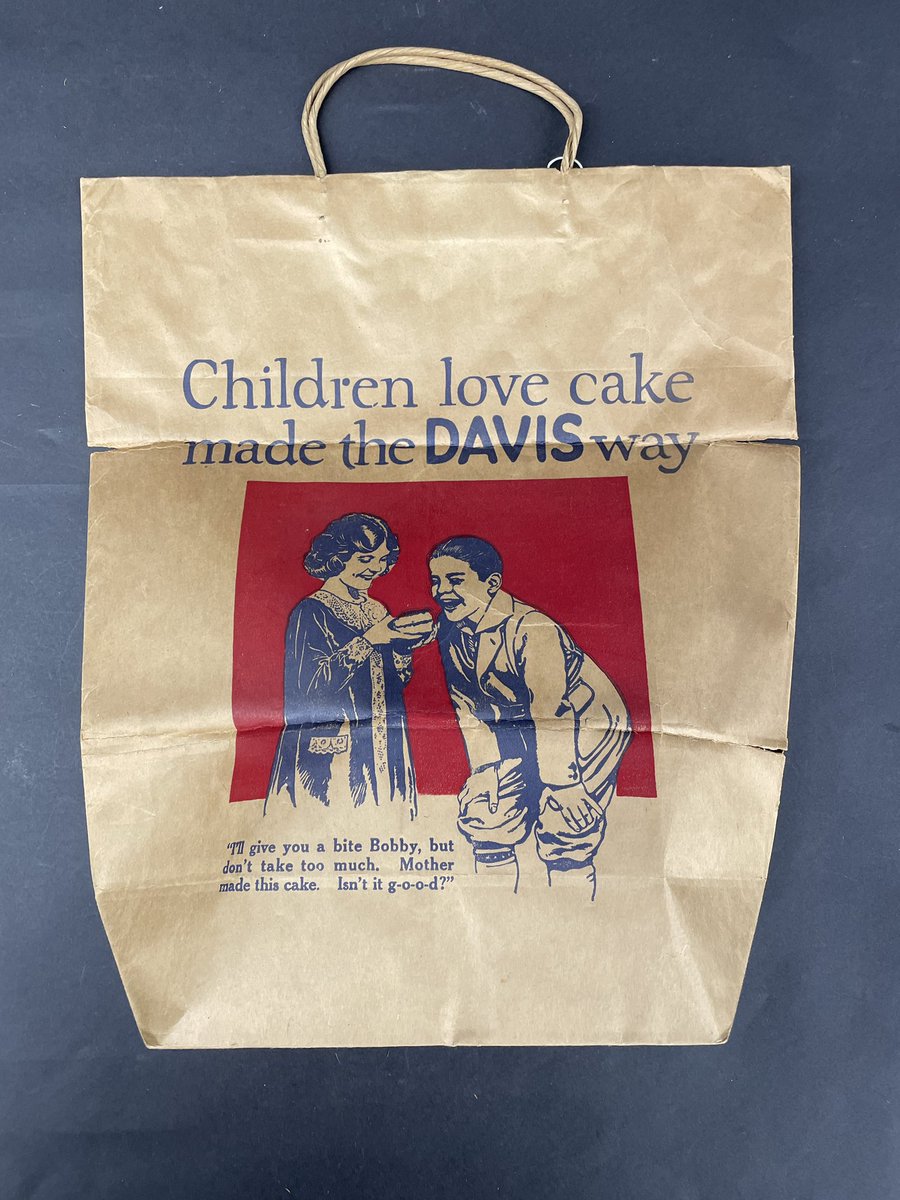 Children love cake
made the DAVIS way
"I'll give you a bite Bobby, but
don't take too much. Mother
made this cake. Isn't it g-o-o-d?"